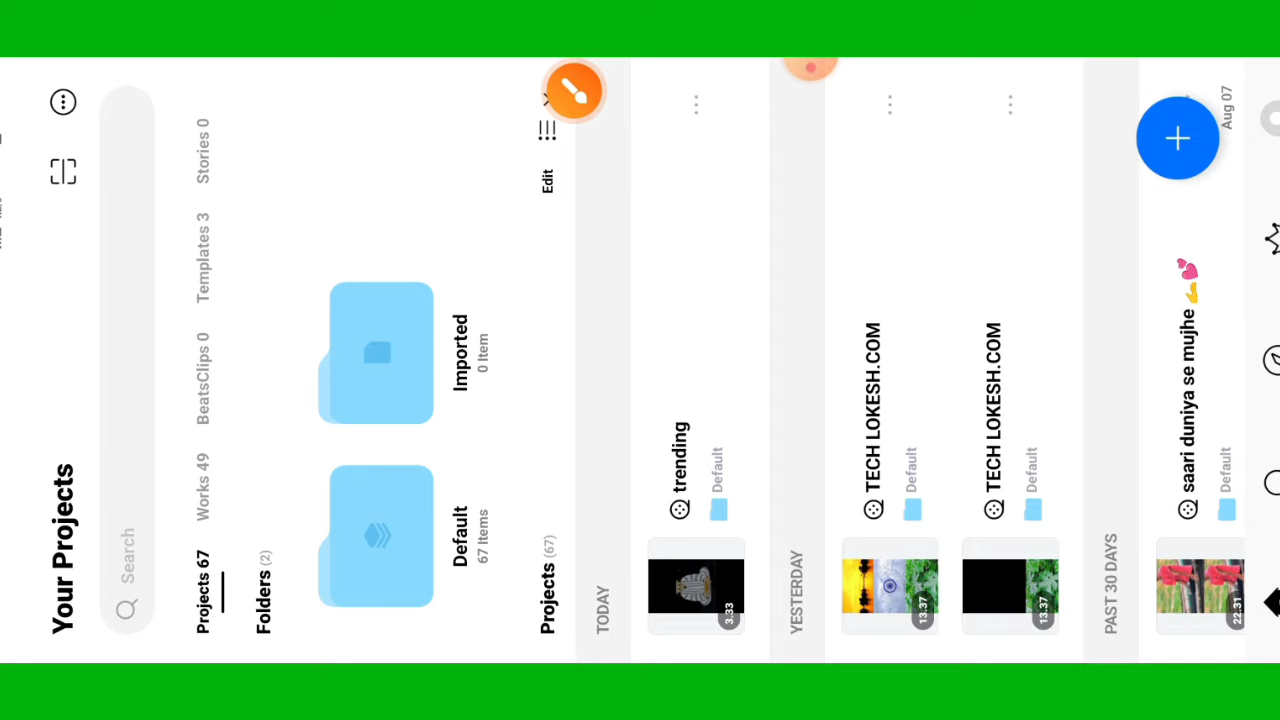 Your Projects
Search
Projects 67 Works 49 BeatsClips 0 Templates 3 Stories 0
Folders (2)
Default
67 Items
Imported
0 Item
Projects (67) Edit
TODAY
3.33
trending
Default
YESTERDAY
13.37
TECH LOKESH.COM
Default
13.37
TECH LOKESH.COM
Default
PAST 30 DAYS
22.31
saari duniya se mujhe 💪💕
Default
Aug 07